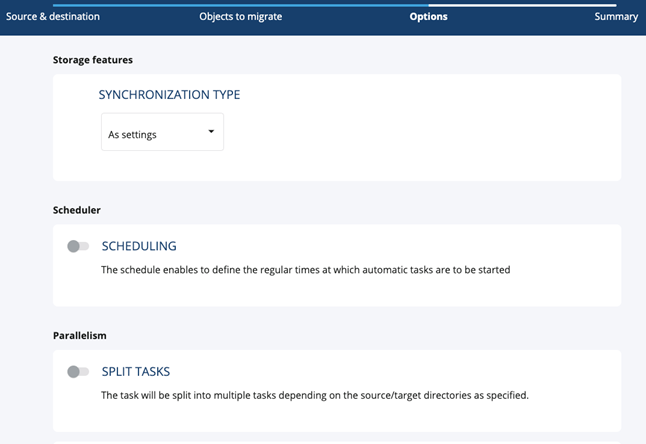 Source & destination
Objects to migrate
Options
Summary
Storage features
SYNCHRONIZATION TYPE
As settings
Scheduler
SCHEDULING
The schedule enables to define the regular times at which automatic tasks are to be started
Parallelism
SPLIT TASKS
The task will be split into multiple tasks depending on the source/target directories as specified.